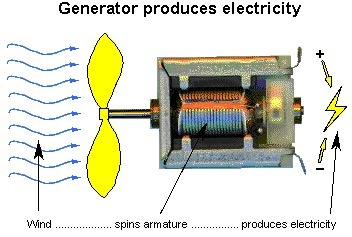 Generator produces electricity
+
−
Wind ................... spins armature ................ produces electricity